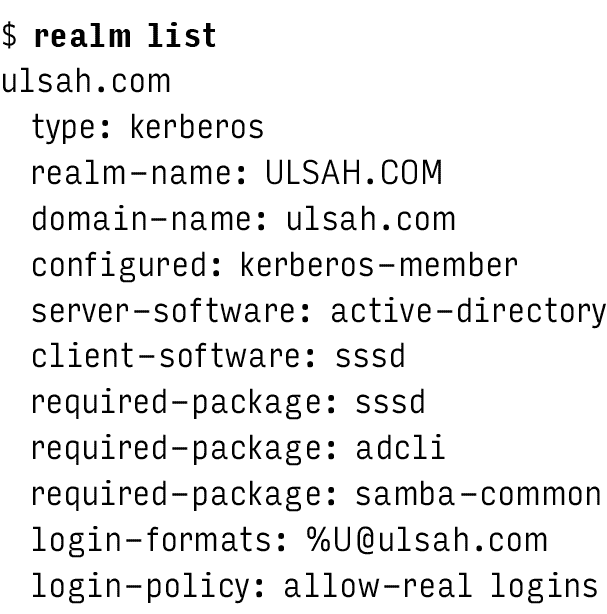 $ realm list
ulsah.com
type: kerberos
realm-name: ULSAH.COM
domain-name: ulsah.com
configured: kerberos-member
server-software: active-directory
client-software: sssd
required-package: sssd
required-package: adcli
required-package: samba-common
login-formats: %U@ulsah.com
login-policy: allow-real logins